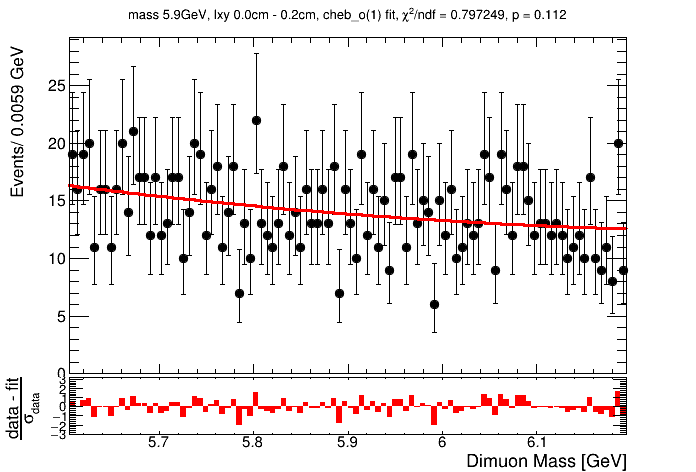 mass 5.9GeV, lxy 0.0cm - 0.2cm, cheb_o(1) fit, χ²/ndf = 0.797249, p = 0.112
Events/ 0.0059 GeV
25
20
15
10
5
0
data - fit
σdata
3
2
1
0
−1
−2
−3
5.7 5.8 5.9 6 6.1
Dimuon Mass [GeV]